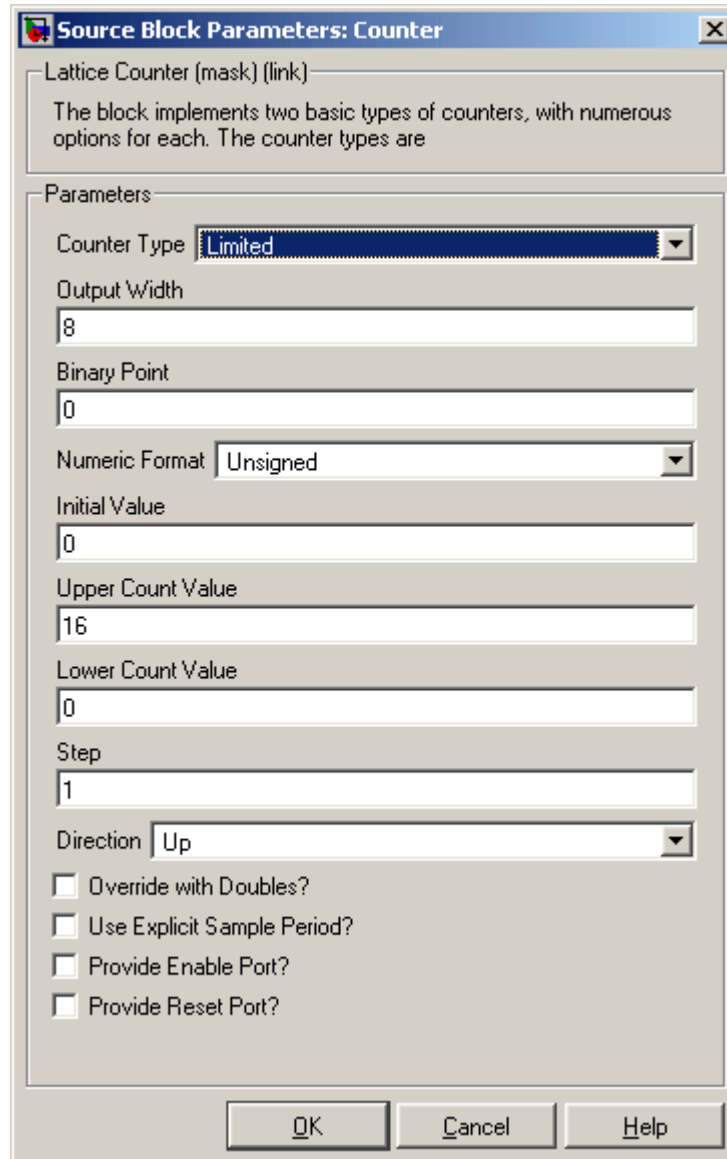 Source Block Parameters: Counter
Lattice Counter (mask) (link)
The block implements two basic types of counters, with numerous
options for each. The counter types are
Parameters
Counter Type Limited
Output Width
8
Binary Point
0
Numeric Format Unsigned
Initial Value
0
Upper Count Value
16
Lower Count Value
0
Step
1
Direction Up
Override with Doubles?
Use Explicit Sample Period?
Provide Enable Port?
Provide Reset Port?
OK Cancel Help